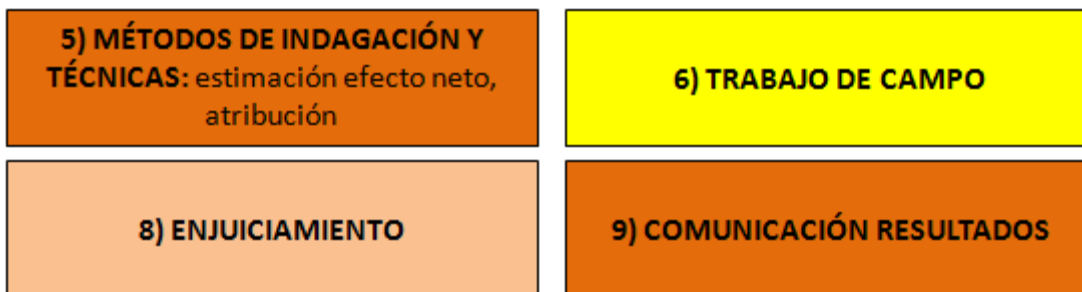 5) MÉTODOS DE INDAGACIÓN Y
TÉCNICAS: estimación efecto neto,
atribución
6) TRABAJO DE CAMPO
8) ENJUICIAMIENTO
9) COMUNICACIÓN RESULTADOS